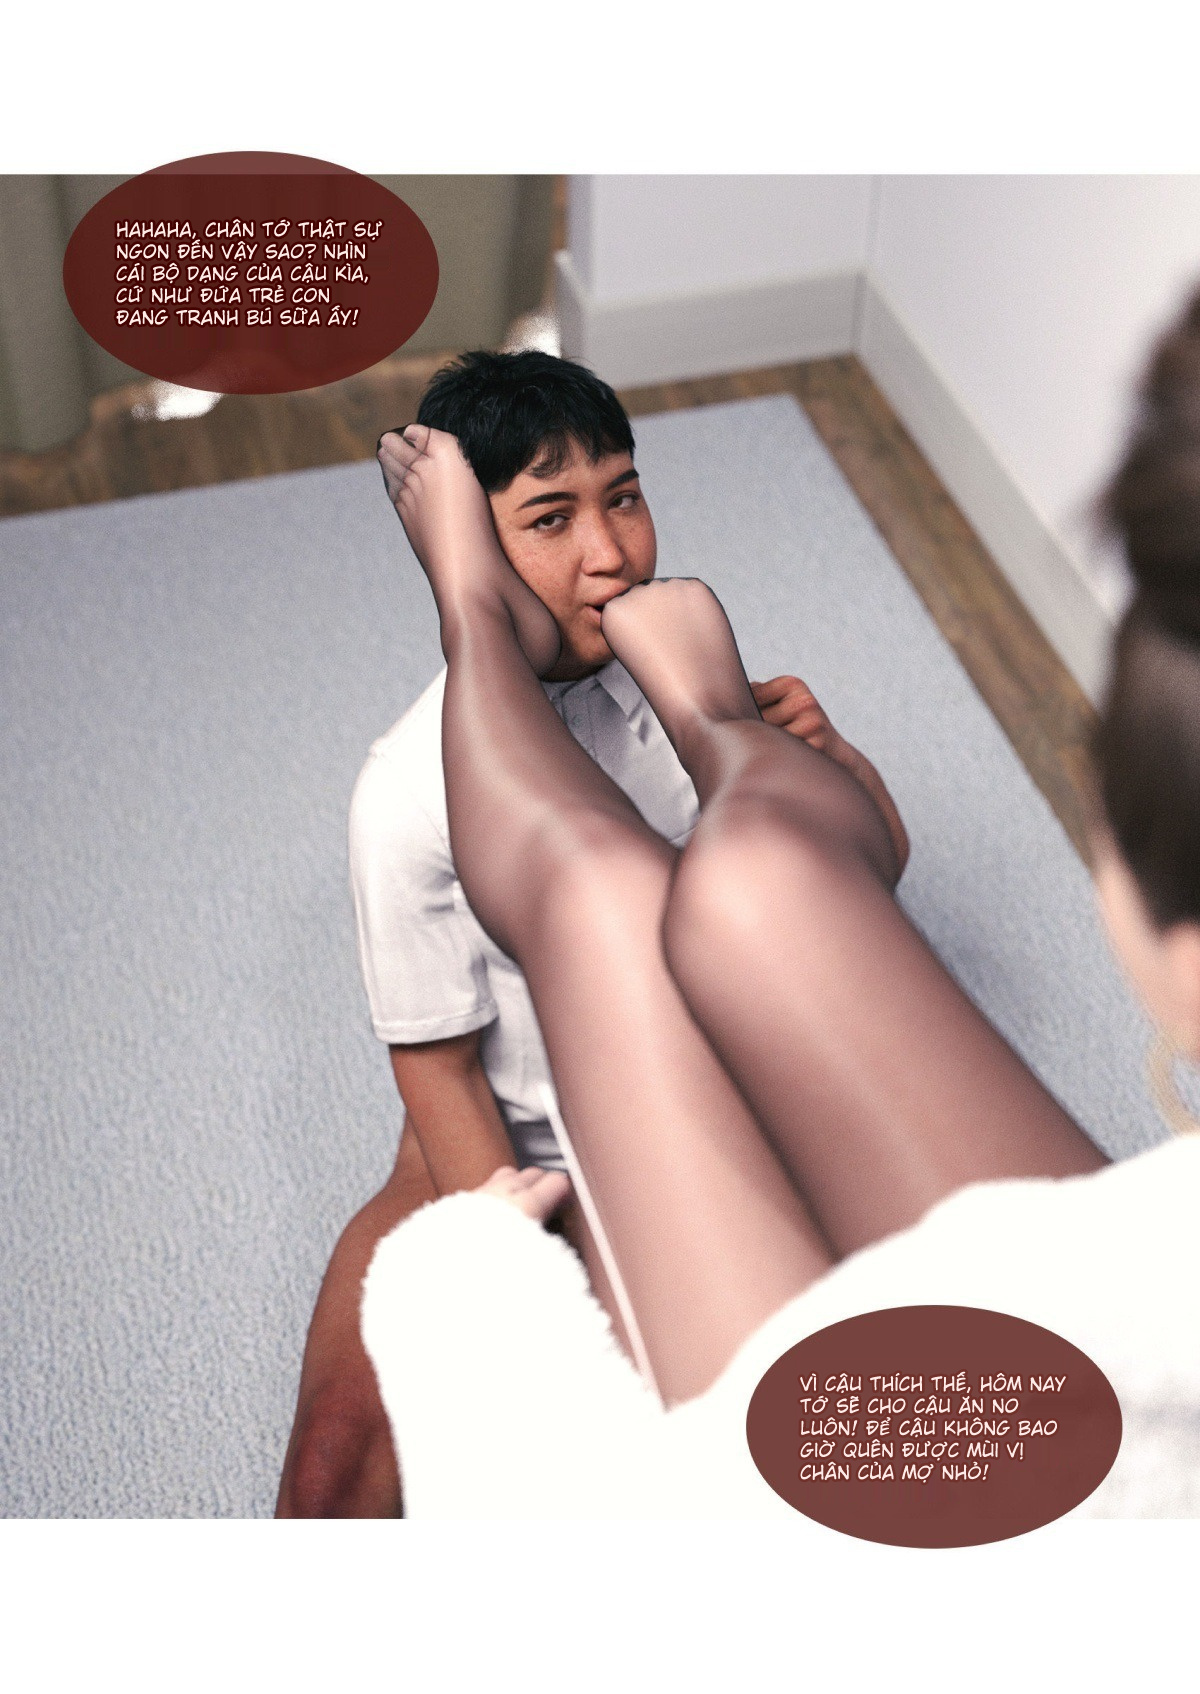 HAHAHA, CHÂN TỚ THẬT SỰ
NGON ĐẾN VẬY SAO? NHÌN
CÁI BỘ DẠNG CỦA CẬU KÌA,
CỨ NHƯ ĐỨA TRẺ CON
ĐANG TRANH BÚ SỮA ẤY!
VÌ CẬU THÍCH THẾ, HÔM NAY
TỚ SẼ CHO CẬU ĂN NO
LUÔN! ĐỂ CẬU KHÔNG BAO
GIỜ QUÊN ĐƯỢC MÙI VỊ
CHÂN CỦA MỢ NHỎ!